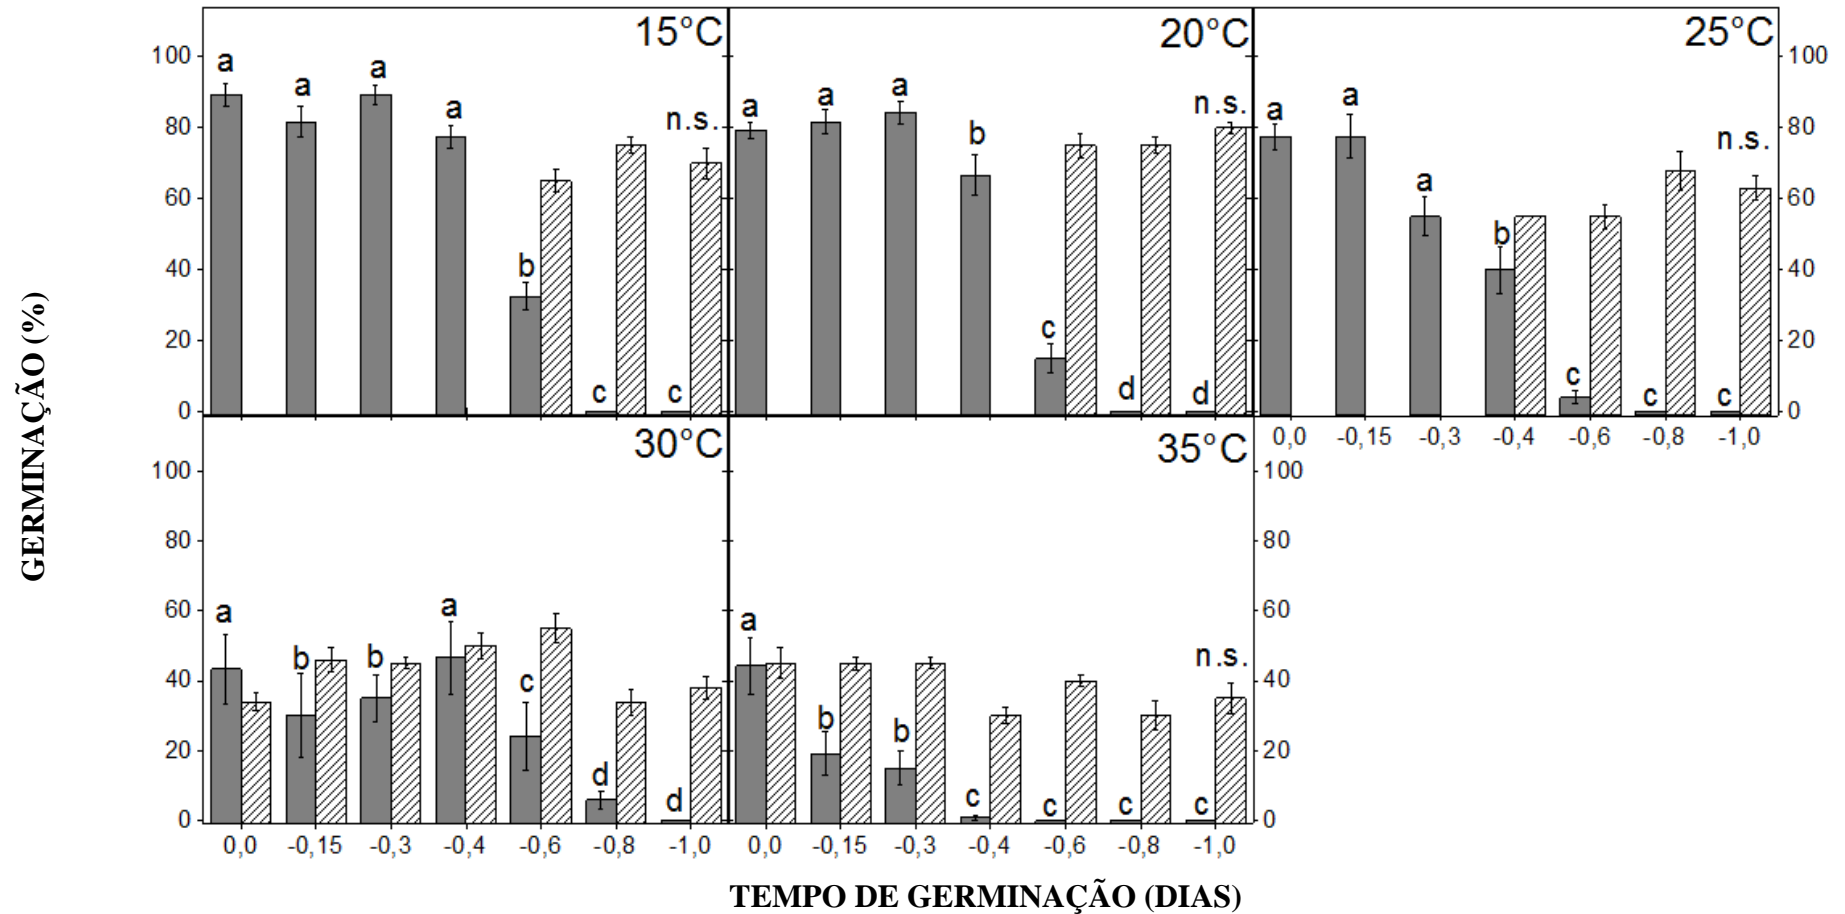 15°C 20°C 25°C
100 a a a a n.s. a a a b n.s. a a n.s. 100
80 80
60 a 60
40 b b 40
20 c c 20
0 c c d d c c 0
0,0 -0,15 -0,3 -0,4 -0,6 -0,8 -1,0
30°C 35°C
100 100
80 80
60 a a a n.s. 60
40 b b c 40
20 d b b 20
0 d c c c c 0
0,0 -0,15 -0,3 -0,4 -0,6 -0,8 -1,0 0,0 -0,15 -0,3 -0,4 -0,6 -0,8 -1,0
GERMINAÇÃO (%)
TEMPO DE GERMINAÇÃO (DIAS)